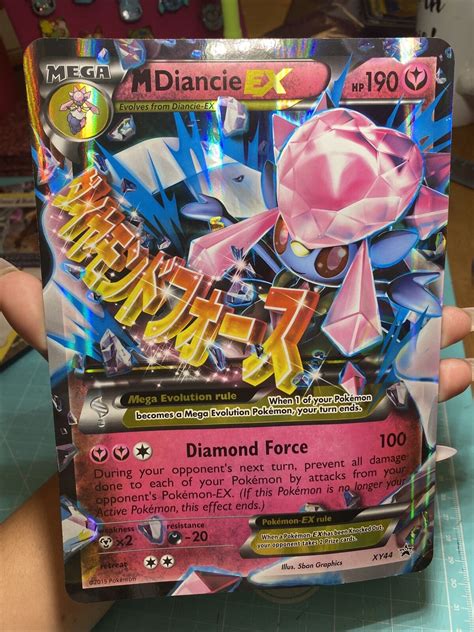 MEGA
M Diancie EX
HP 190
Evolves from Diancie-EX
ダイヤモンドフォース
Mega Evolution rule
When 1 of your Pokémon
becomes a Mega Evolution Pokémon, your turn ends.
Diamond Force 100
During your opponent's next turn, prevent all damage
done to each of your Pokémon by attacks from your
opponent's Pokémon-EX. (If this Pokémon is no longer your
Active Pokémon, this effect ends.)
weakness
×2
resistance
-20
retreat
Pokémon-EX rule
When a Pokémon-EX has been Knocked Out,
your opponent takes 2 Prize cards.
Illus. 5ban Graphics
XY44
©2015 Pokémon